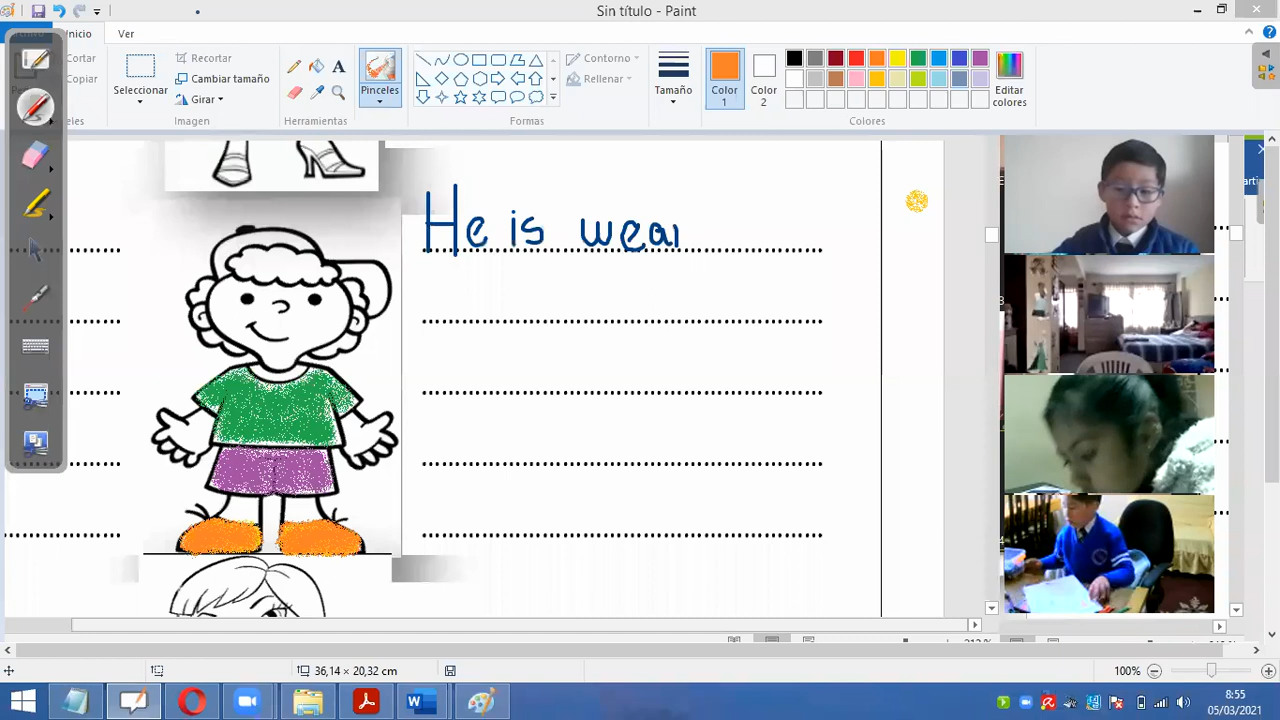 Sin título - Paint
Inicio
Ver
Cortar
Copiar
Seleccionar
Recortar
Cambiar tamaño
Girar
Imagen
Herramientas
Pinceles
Formas
Contorno
Rellenar
Tamaño
Color 1
Color 2
Editar colores
Colores
He is wear
36,14 × 20,32 cm
100%
8:55
05/03/2021